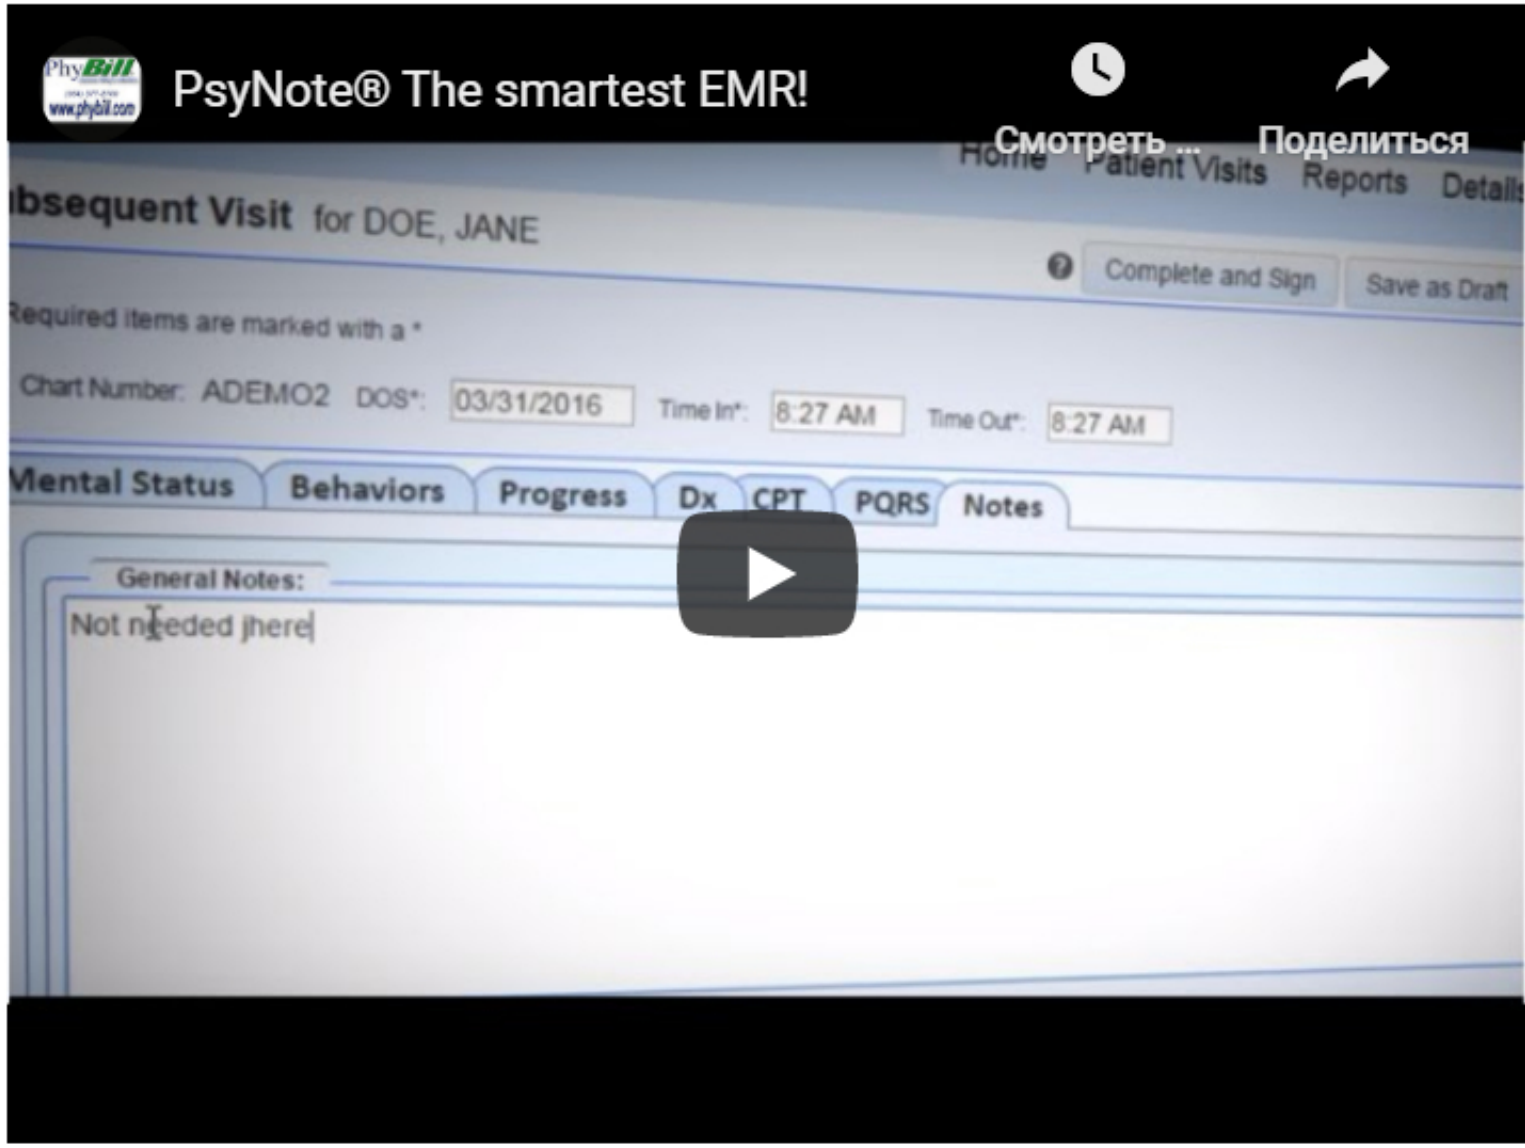 PhyBill
www.phybill.com
PsyNote® The smartest EMR!
Смотреть ...
Поделиться
Home Patient Visits Reports Details
bsequent Visit for DOE, JANE
Complete and Sign
Save as Draft
Required items are marked with a *
Chart Number: ADEMO2 DOS*: 03/31/2016 Time In*: 8:27 AM Time Out*: 8:27 AM
Mental Status Behaviors Progress Dx CPT PQRS Notes
General Notes:
Not needed jhere